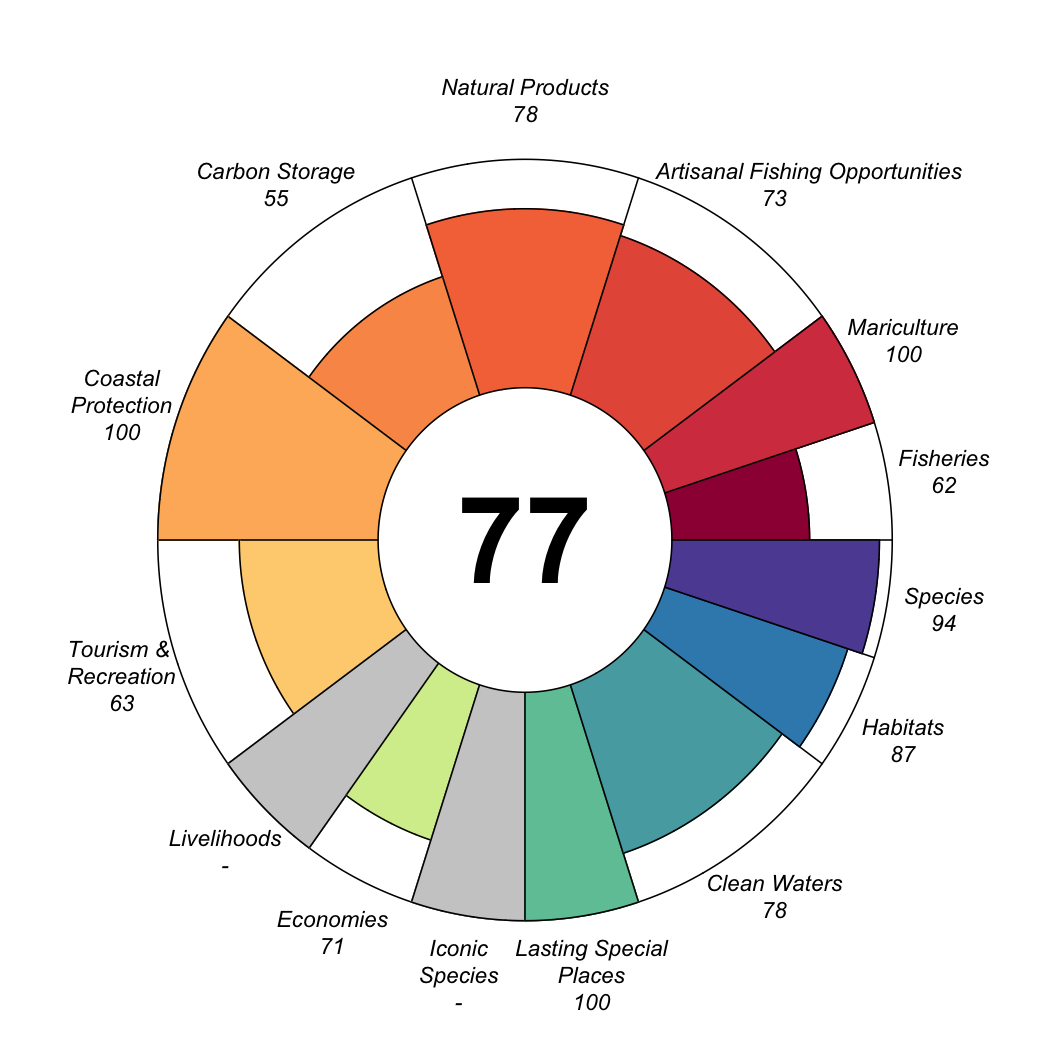 Natural Products
78
Carbon Storage
55
Artisanal Fishing Opportunities
73
Mariculture
100
Coastal
Protection
100
Fisheries
62
77
Species
94
Tourism &
Recreation
63
Habitats
87
Livelihoods
-
Clean Waters
78
Economies
71
Iconic
Species
-
Lasting Special
Places
100